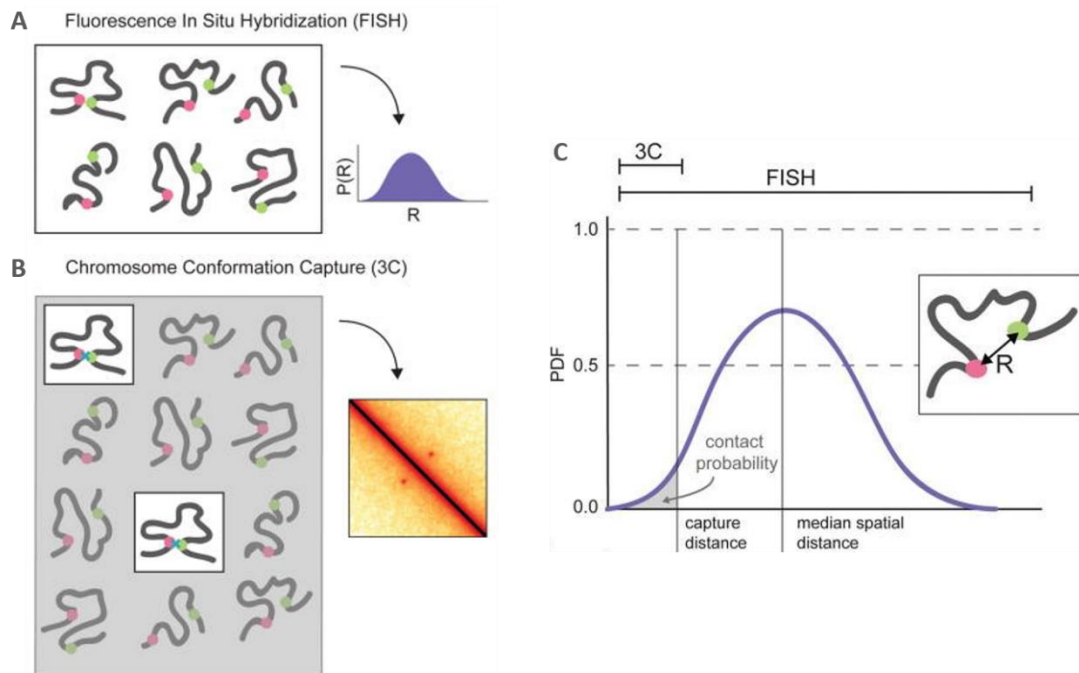 A
Fluorescence In Situ Hybridization (FISH)
P(R)
R
B
Chromosome Conformation Capture (3C)
C
3C
FISH
1.0
0.5
0.0
PDF
contact
probability
R
capture
distance
median spatial
distance